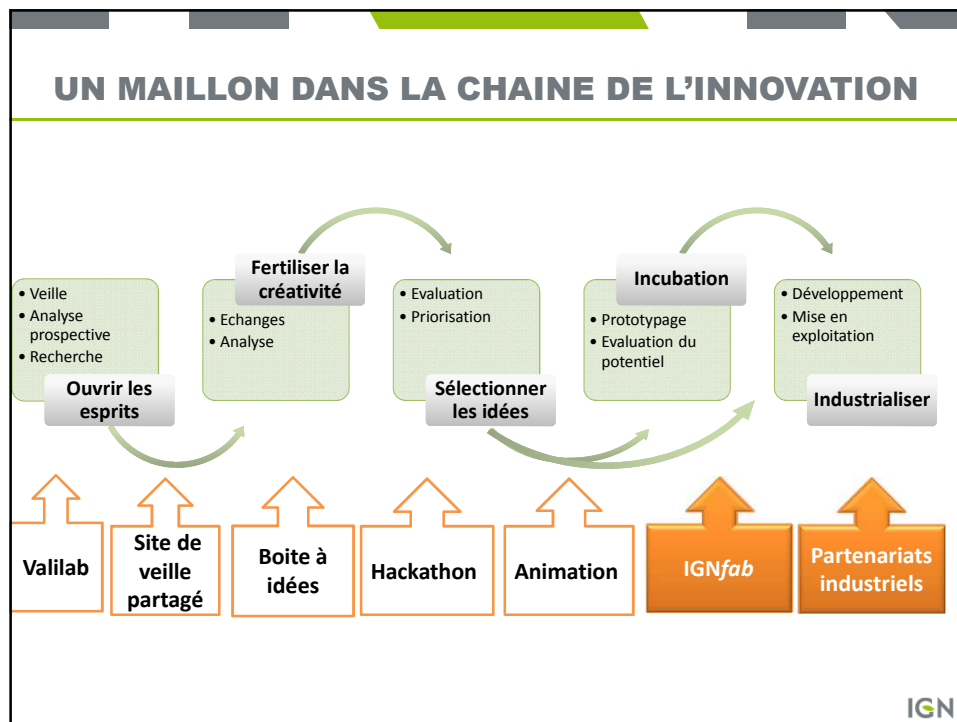 UN MAILLON DANS LA CHAINE DE L’INNOVATION
• Veille
• Analyse
prospective
• Recherche
Ouvrir les
esprits
Fertiliser la
créativité
• Echanges
• Analyse
• Evaluation
• Priorisation
Sélectionner
les idées
Incubation
• Prototypage
• Evaluation du
potentiel
• Développement
• Mise en
exploitation
Industrialiser
Valilab
Site de
veille
partagé
Boite à
idées
Hackathon
Animation
IGNfab
Partenariats
industriels
IGN